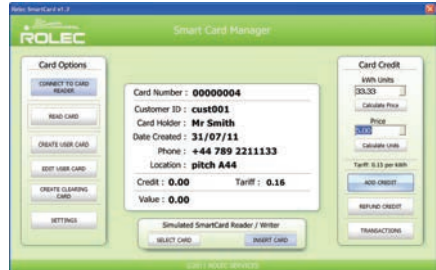 Rolec SmartCard v1.3
ROLEC
Smart Card Manager
Card Options
CONNECT TO CARD
READER
READ CARD
CREATE USER CARD
EDIT USER CARD
CREATE CLEARING
CARD
SETTINGS
Card Number : 00000004
Customer ID : cust001
Card Holder : Mr Smith
Date Created : 31/07/11
Phone : +44 789 2211133
Location : pitch A44
Credit : 0.00 Tariff : 0.16
Value : 0.00
Simulated SmartCard Reader / Writer
SELECT CARD INSERT CARD
Card Credit
kWh Units
33.33
Calculate Price
Price
5.00
Calculate Units
Tariff: 0.15 per kWh
ADD CREDIT
REFUND CREDIT
TRANSACTIONS
©2011 ROLEC SERVICES